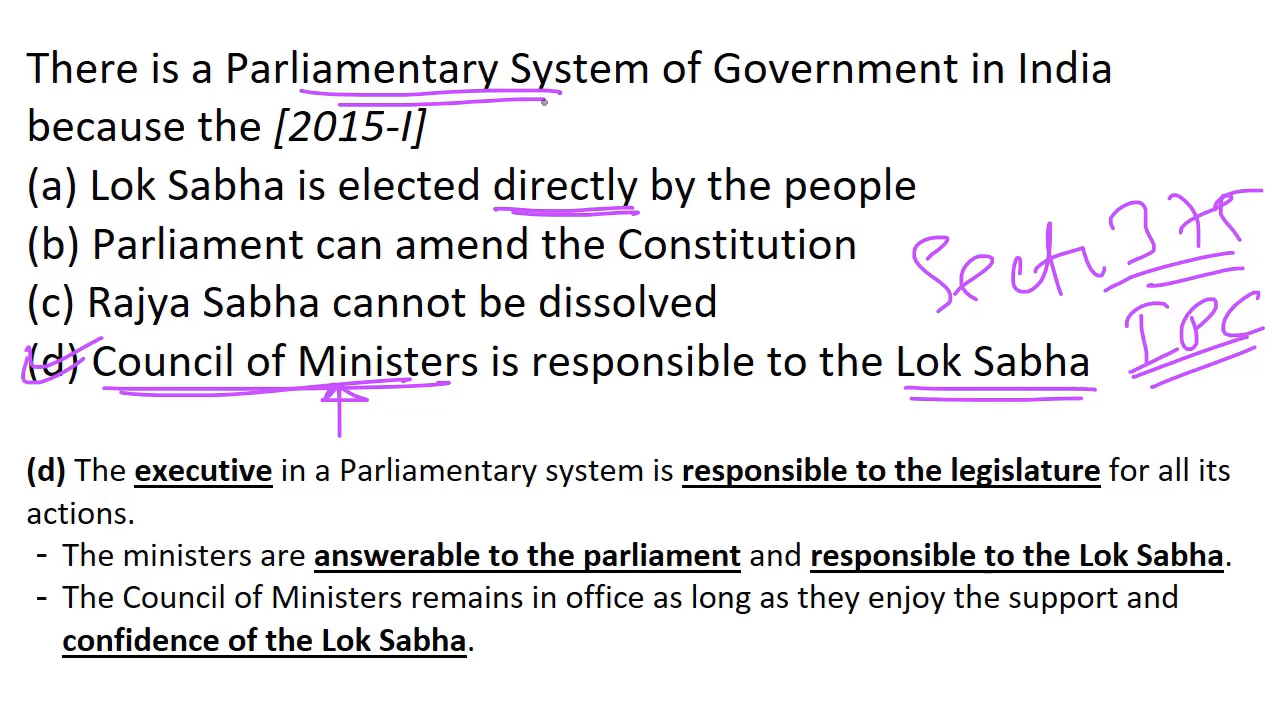 There is a Parliamentary System of Government in India
because the [2015-I]
(a) Lok Sabha is elected directly by the people
(b) Parliament can amend the Constitution
(c) Rajya Sabha cannot be dissolved
(d) Council of Ministers is responsible to the Lok Sabha
Section 375
IPC
(d) The executive in a Parliamentary system is responsible to the legislature for all its
actions.
- The ministers are answerable to the parliament and responsible to the Lok Sabha.
- The Council of Ministers remains in office as long as they enjoy the support and
confidence of the Lok Sabha.